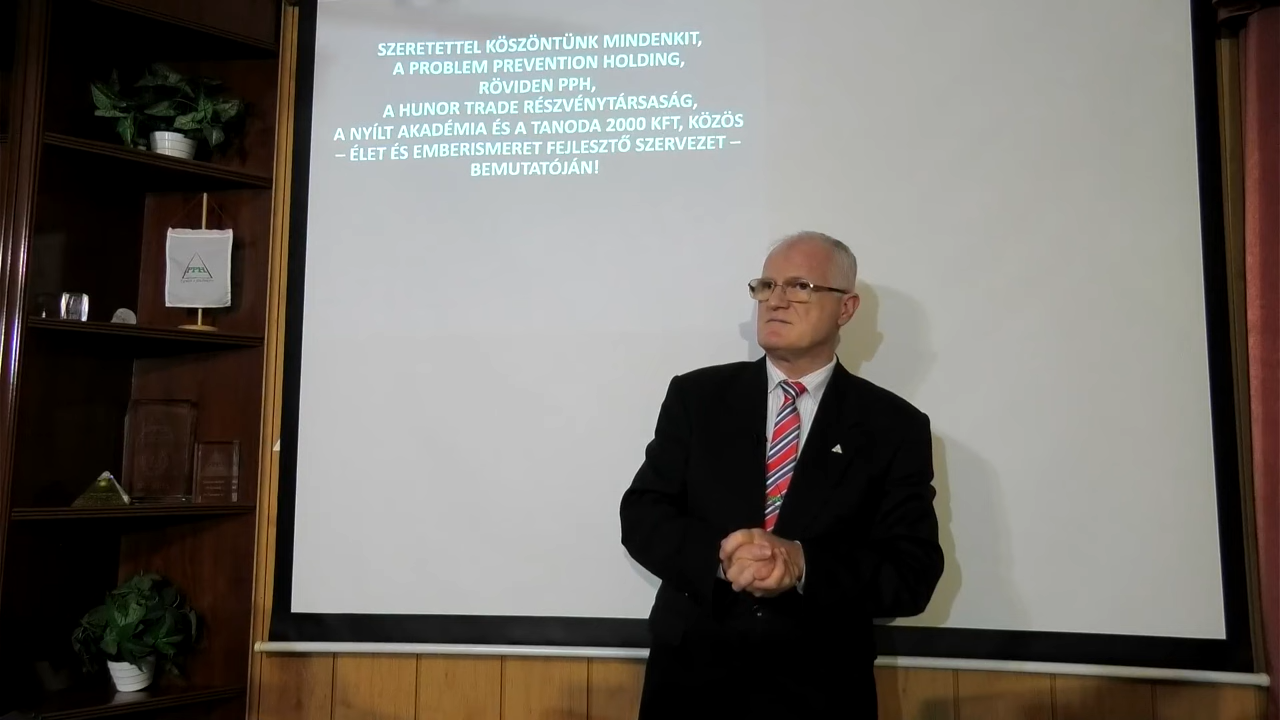 SZERETETTEL KÖSZÖNTÜNK MINDENKIT,
A PROBLEM PREVENTION HOLDING,
RÖVIDEN PPH,
A HUNOR TRADE RÉSZVÉNYTÁRSASÁG,
A NYÍLT AKADÉMIA ÉS A TANODA 2000 KFT, KÖZÖS
– ÉLET ÉS EMBERISMERET FEJLESZTŐ SZERVEZET –
BEMUTATÓJÁN!
PPH